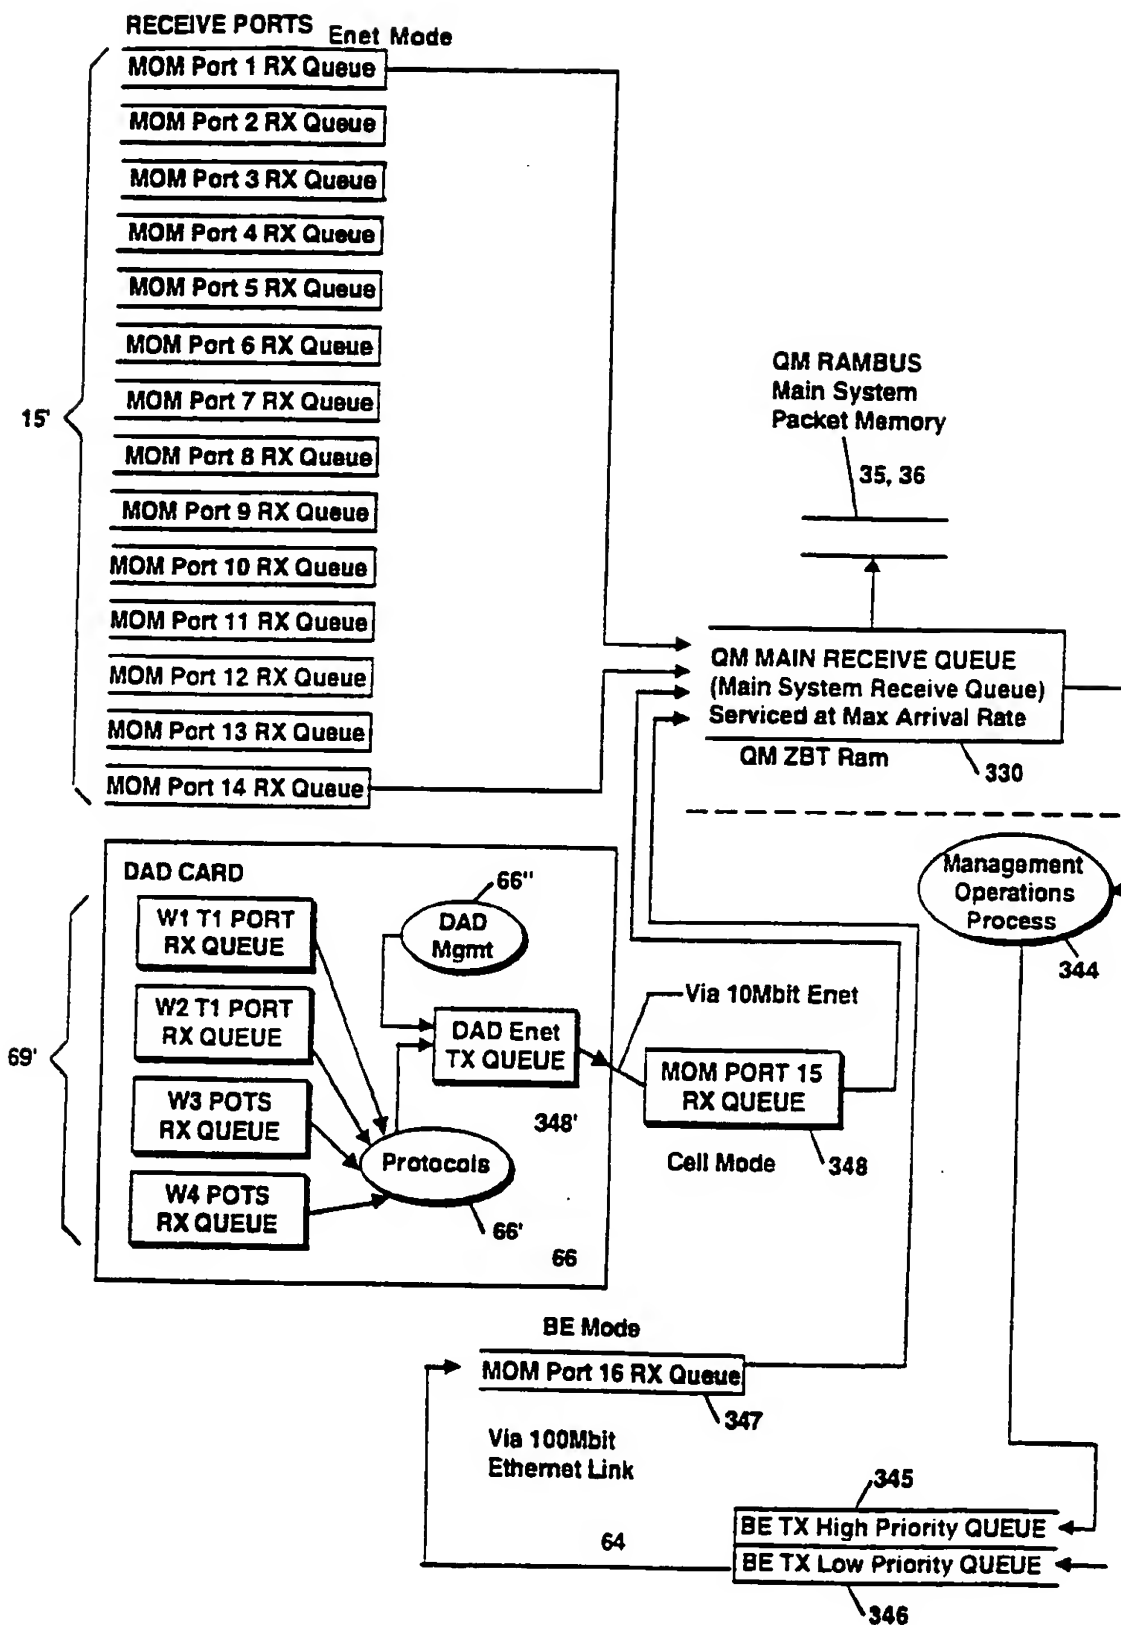 RECEIVE PORTS
Enet Mode
MOM Port 1 RX Queue
MOM Port 2 RX Queue
MOM Port 3 RX Queue
MOM Port 4 RX Queue
MOM Port 5 RX Queue
MOM Port 6 RX Queue
MOM Port 7 RX Queue
MOM Port 8 RX Queue
MOM Port 9 RX Queue
MOM Port 10 RX Queue
MOM Port 11 RX Queue
MOM Port 12 RX Queue
MOM Port 13 RX Queue
MOM Port 14 RX Queue
15'
QM RAMBUS
Main System
Packet Memory
35, 36
QM MAIN RECEIVE QUEUE
(Main System Receive Queue)
Serviced at Max Arrival Rate
QM ZBT Ram
330
Management
Operations
Process
344
DAD CARD
69'
W1 T1 PORT
RX QUEUE
W2 T1 PORT
RX QUEUE
W3 POTS
RX QUEUE
W4 POTS
RX QUEUE
66"
DAD
Mgmt
DAD Enet
TX QUEUE
348'
Protocols
66'
66
Via 10Mbit Enet
MOM PORT 15
RX QUEUE
Cell Mode
348
BE Mode
MOM Port 16 RX Queue
347
Via 100Mbit
Ethernet Link
64
345
BE TX High Priority QUEUE
BE TX Low Priority QUEUE
346